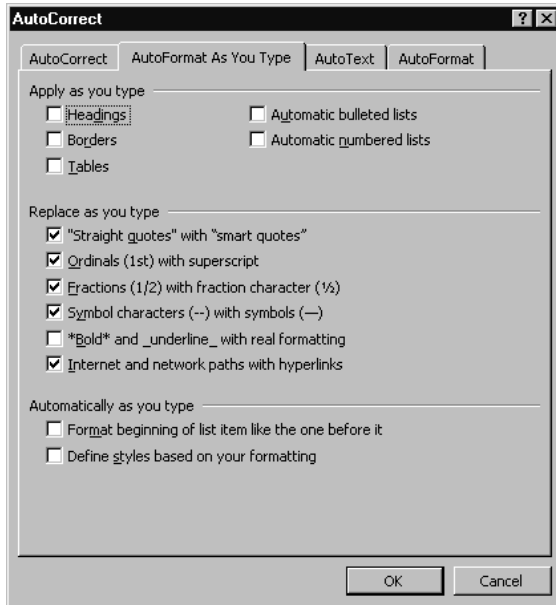 AutoCorrect
AutoCorrect AutoFormat As You Type AutoText AutoFormat
Apply as you type
Headings Automatic bulleted lists
Borders Automatic numbered lists
Tables
Replace as you type
"Straight quotes" with “smart quotes”
Ordinals (1st) with superscript
Fractions (1/2) with fraction character (½)
Symbol characters (--) with symbols (—)
*Bold* and _underline_ with real formatting
Internet and network paths with hyperlinks
Automatically as you type
Format beginning of list item like the one before it
Define styles based on your formatting
OK Cancel